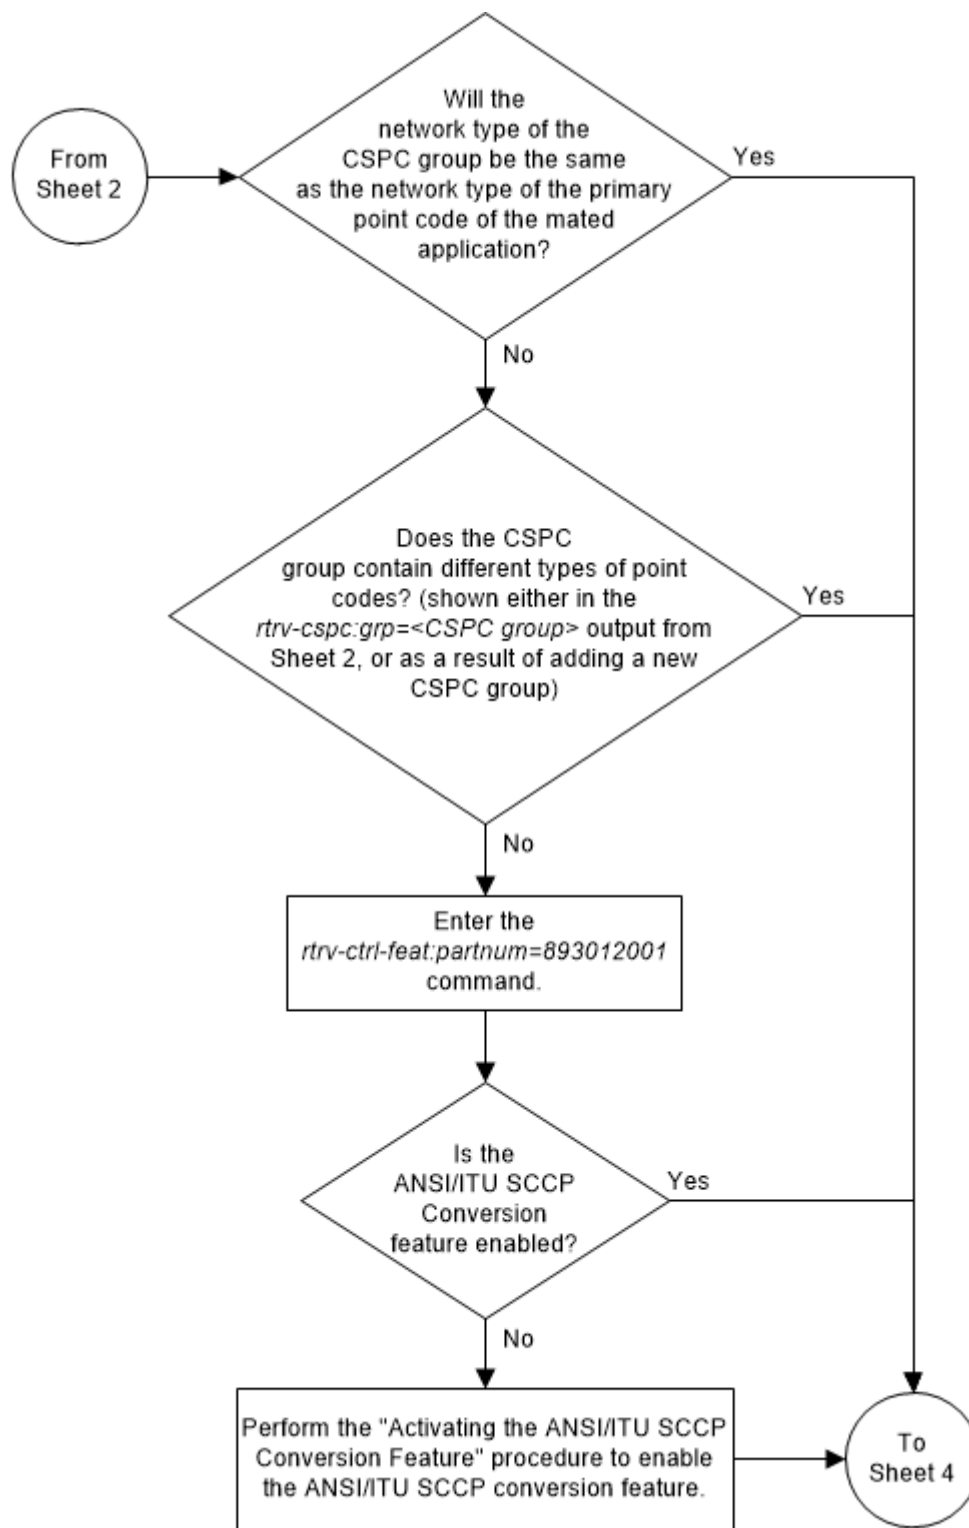 From
Sheet 2
Will the
network type of the
CSPC group be the same
as the network type of the primary
point code of the mated
application?
Yes
No
Does the CSPC
group contain different types of point
codes? (shown either in the
rtrv-cspc:grp=<CSPC group> output from
Sheet 2, or as a result of adding a new
CSPC group)
Yes
No
Enter the
rtrv-ctrl-feat:partnum=893012001
command.
Is the
ANSI/ITU SCCP
Conversion
feature enabled?
Yes
No
Perform the "Activating the ANSI/ITU SCCP
Conversion Feature" procedure to enable
the ANSI/ITU SCCP conversion feature.
To
Sheet 4